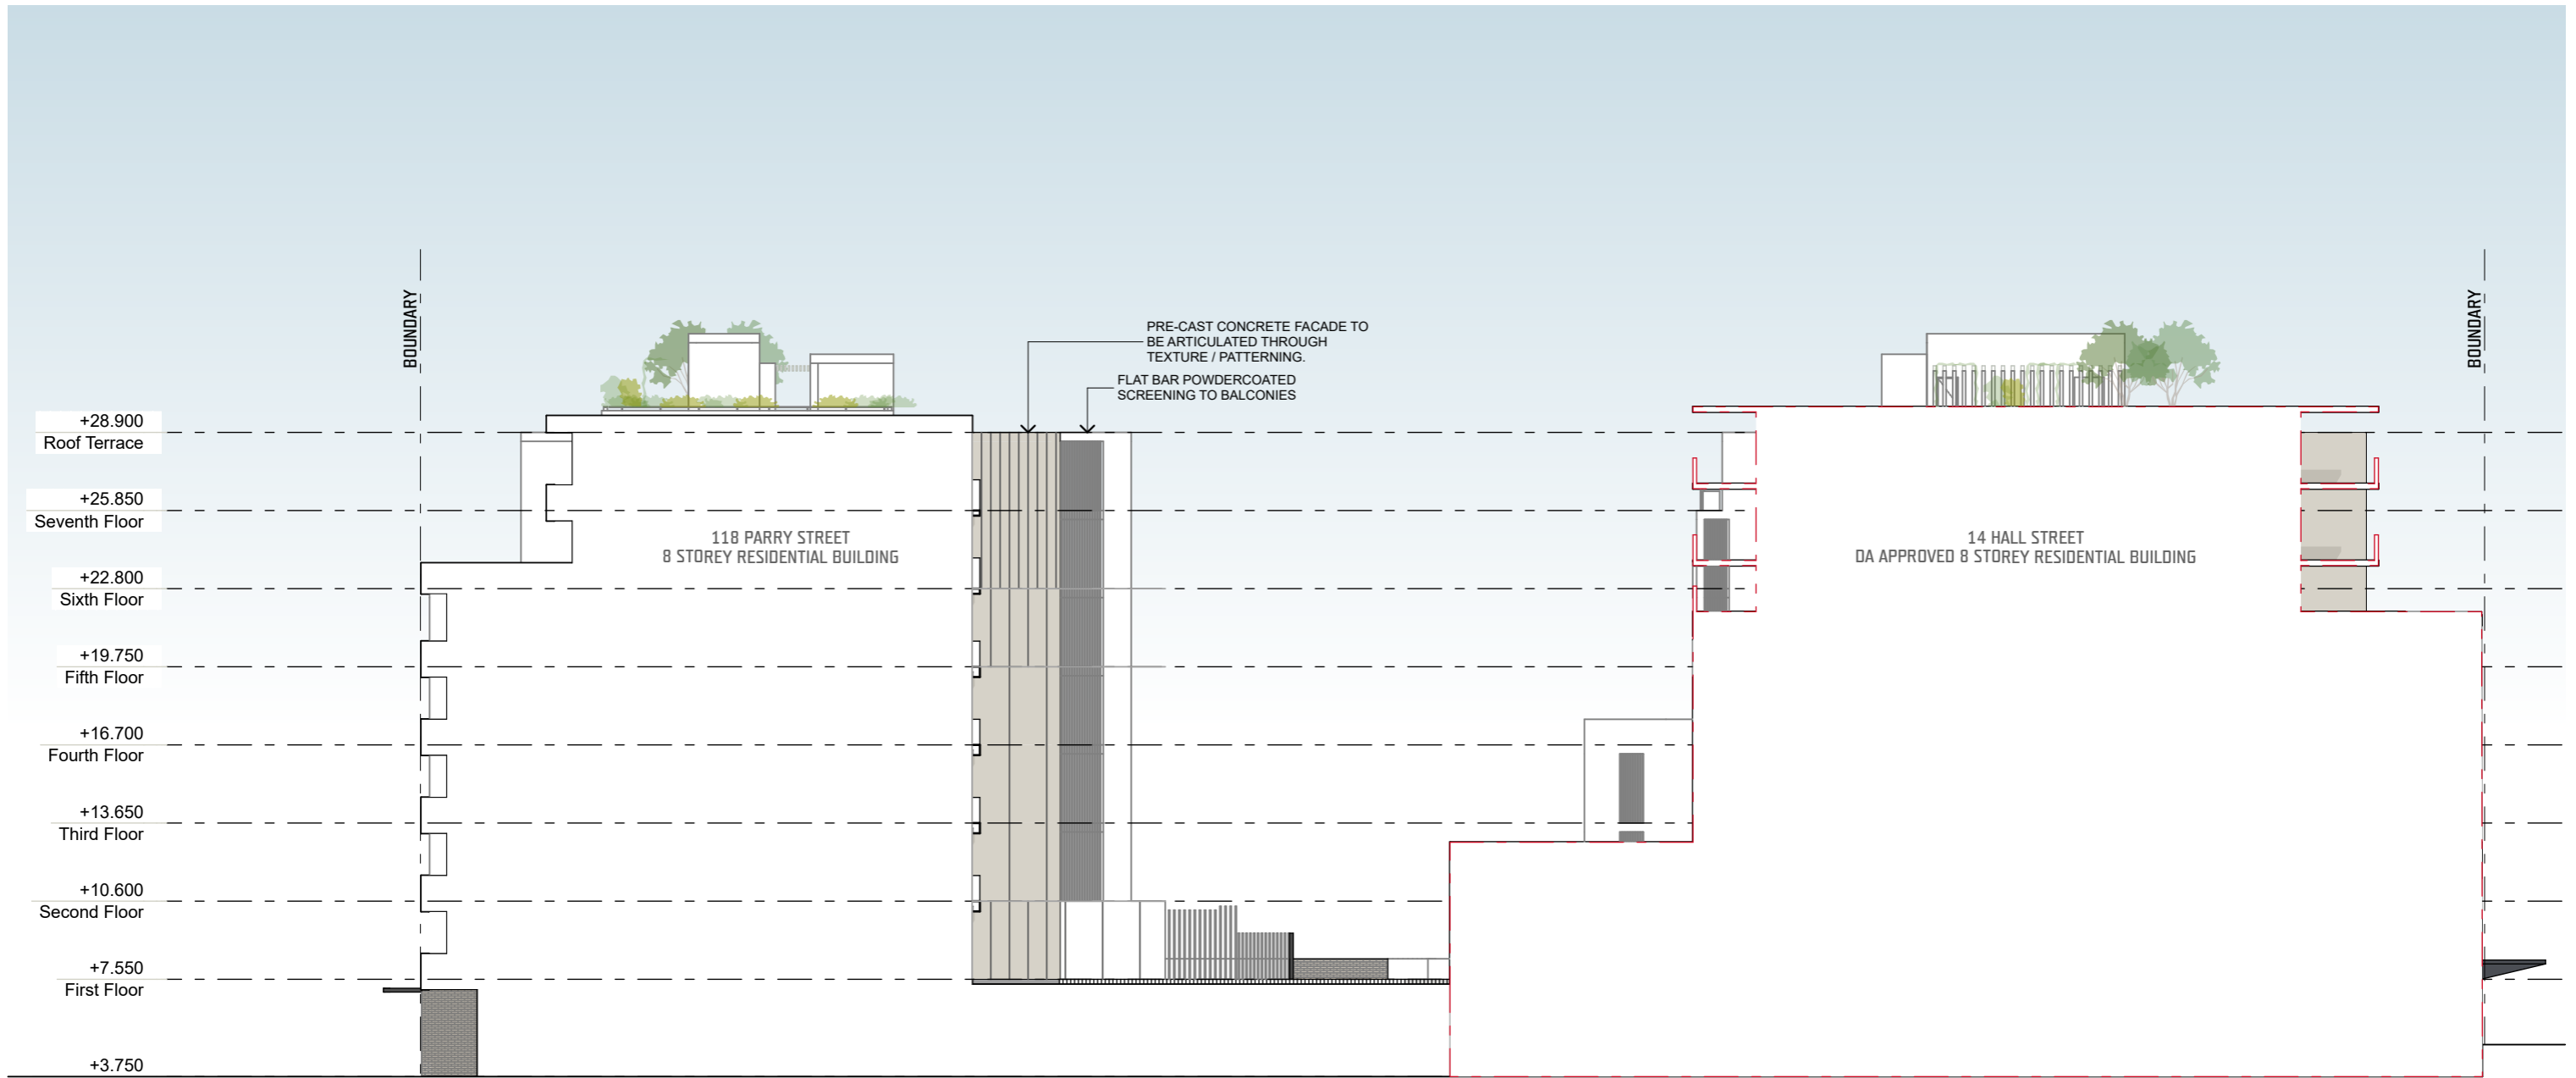 BOUNDARY
BOUNDARY
PRE-CAST CONCRETE FACADE TO
BE ARTICULATED THROUGH
TEXTURE / PATTERNING.
FLAT BAR POWDERCOATED
SCREENING TO BALCONIES
+28.900
Roof Terrace
+25.850
Seventh Floor
118 PARRY STREET
8 STOREY RESIDENTIAL BUILDING
14 HALL STREET
DA APPROVED 8 STOREY RESIDENTIAL BUILDING
+22.800
Sixth Floor
+19.750
Fifth Floor
+16.700
Fourth Floor
+13.650
Third Floor
+10.600
Second Floor
+7.550
First Floor
+3.750